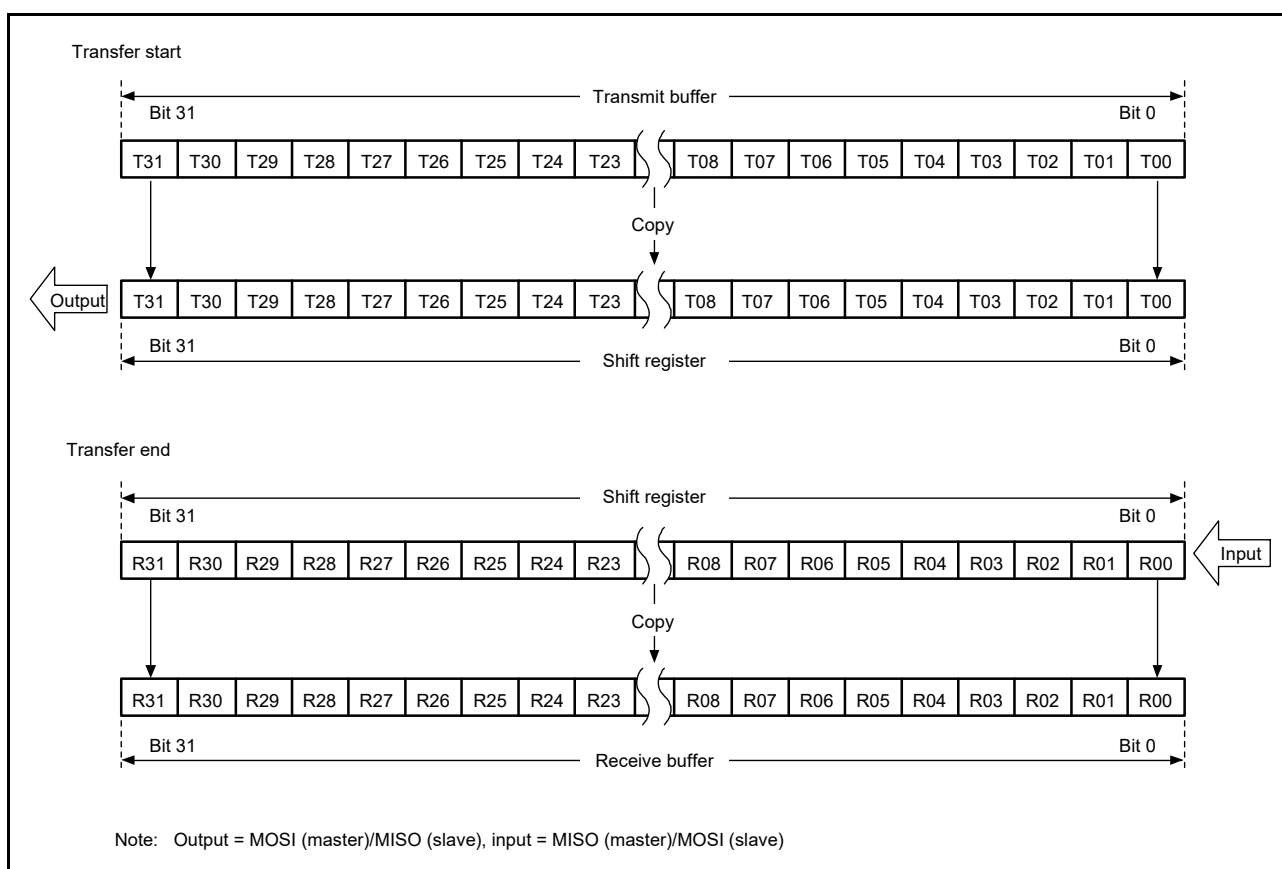 Transfer start
Transmit buffer
Bit 31 Bit 0
T31 T30 T29 T28 T27 T26 T25 T24 T23 T08 T07 T06 T05 T04 T03 T02 T01 T00
Copy
Output T31 T30 T29 T28 T27 T26 T25 T24 T23 T08 T07 T06 T05 T04 T03 T02 T01 T00
Bit 31 Bit 0
Shift register
Transfer end
Shift register
Bit 31 Bit 0
R31 R30 R29 R28 R27 R26 R25 R24 R23 R08 R07 R06 R05 R04 R03 R02 R01 R00 Input
Copy
R31 R30 R29 R28 R27 R26 R25 R24 R23 R08 R07 R06 R05 R04 R03 R02 R01 R00
Bit 31 Bit 0
Receive buffer
Note: Output = MOSI (master)/MISO (slave), input = MISO (master)/MOSI (slave)